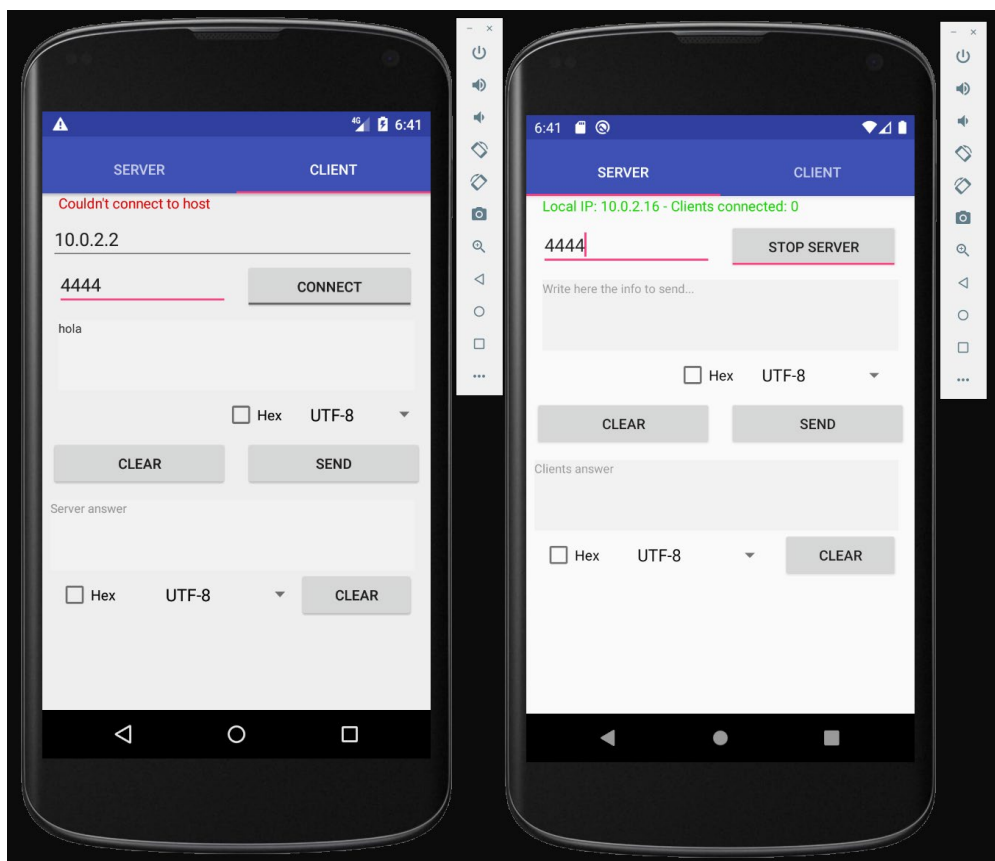 4G 6:41
SERVER CLIENT
Couldn't connect to host
10.0.2.2
4444 CONNECT
hola
Hex UTF-8
CLEAR SEND
Server answer
Hex UTF-8 CLEAR
6:41
SERVER CLIENT
Local IP: 10.0.2.16 - Clients connected: 0
4444 STOP SERVER
Write here the info to send...
Hex UTF-8
CLEAR SEND
Clients answer
Hex UTF-8 CLEAR